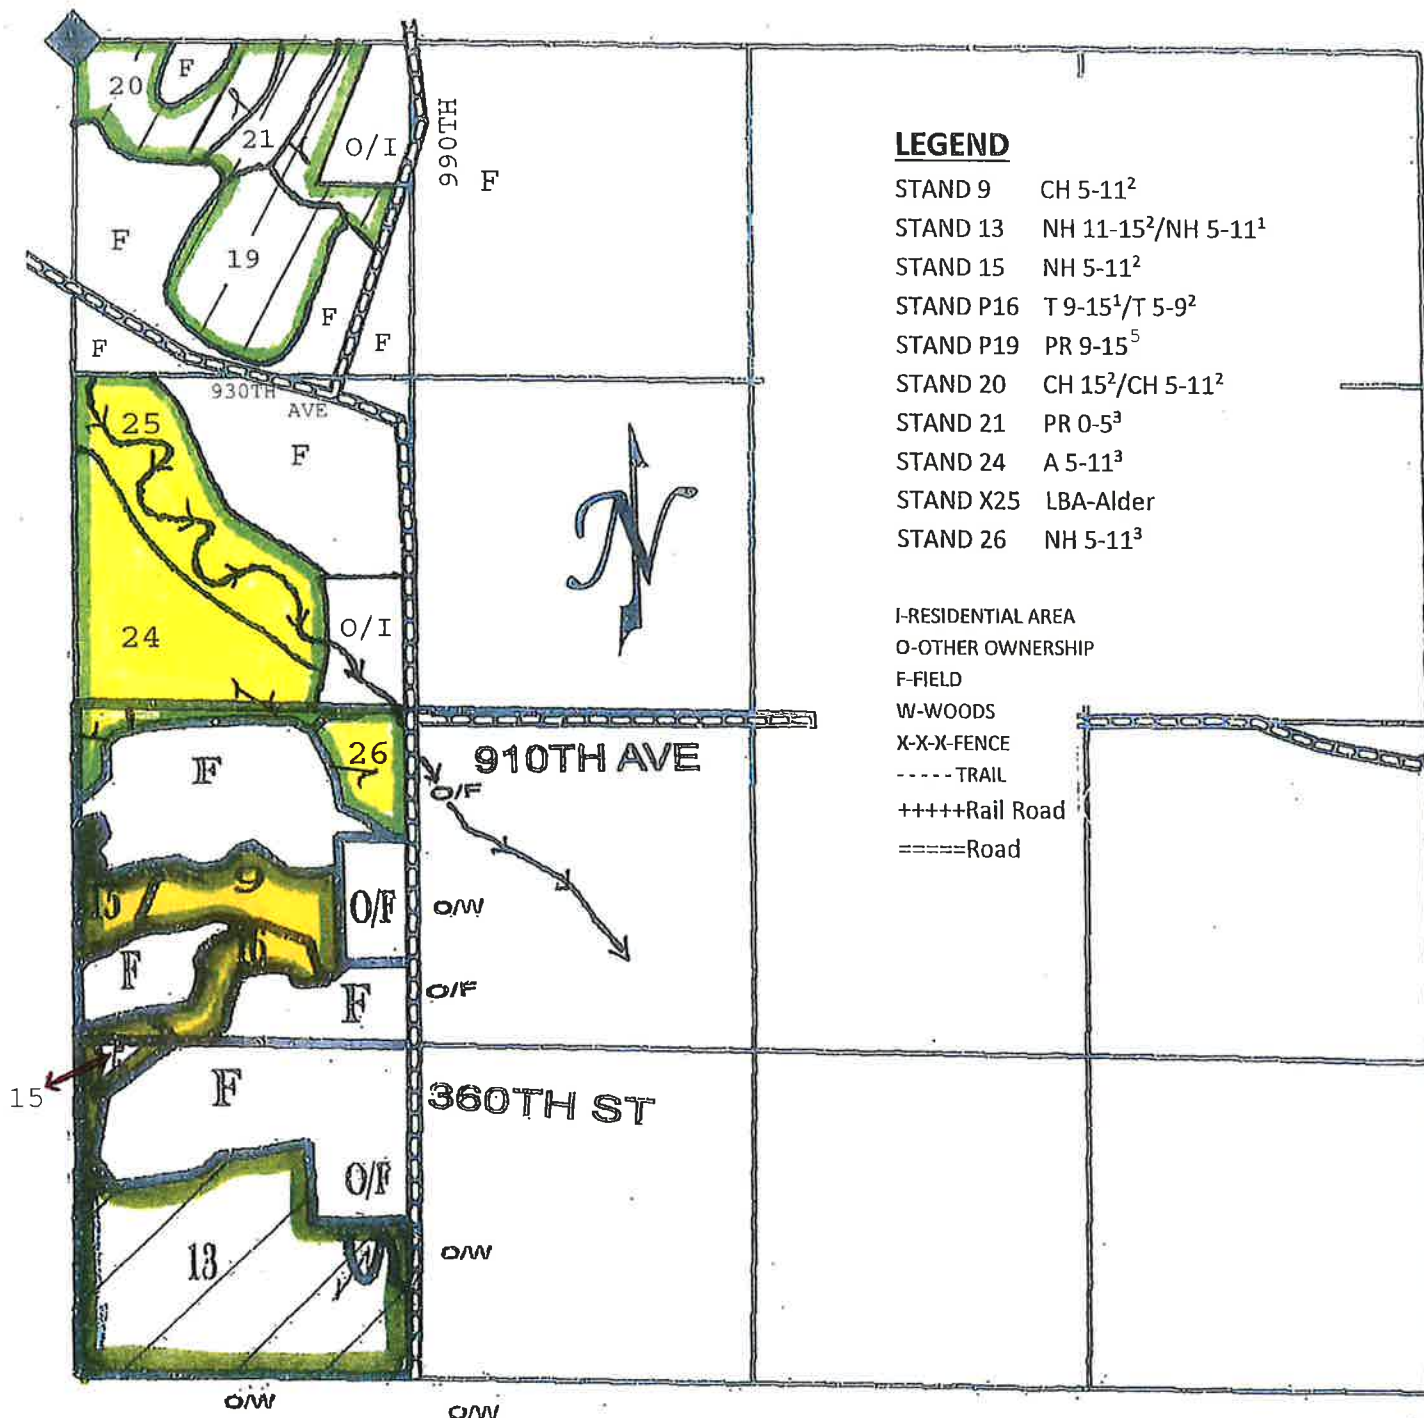 F
20
21
O/I
990TH
F
F
19
F
F
F
930TH
AVE
25
F
24
O/I
LEGEND
STAND 9 CH 5-11²
STAND 13 NH 11-15²/NH 5-11¹
STAND 15 NH 5-11²
STAND P16 T 9-15¹/T 5-9²
STAND P19 PR 9-15⁵
STAND 20 CH 15²/CH 5-11²
STAND 21 PR 0-5³
STAND 24 A 5-11³
STAND X25 LBA-Alder
STAND 26 NH 5-11³
I-RESIDENTIAL AREA
O-OTHER OWNERSHIP
F-FIELD
W-WOODS
X-X-X-FENCE
-----TRAIL
+++++Rail Road
=====Road
N
26
F
910TH AVE
O/F
9
15
O/F
O/W
16
F
F
O/F
F
15
F
360TH ST
O/F
13
O/W
O/W
O/W